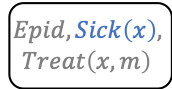 Epid, Sick(x),
Treat(x, m)